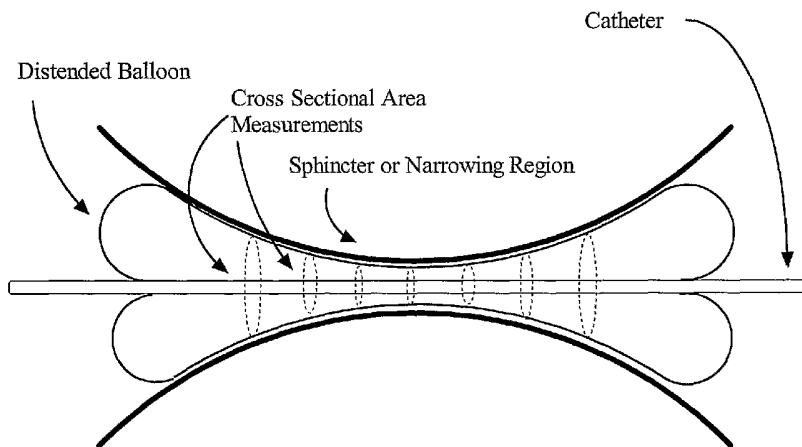 Catheter
Distended Balloon
Cross Sectional Area
Measurements
Sphincter or Narrowing Region